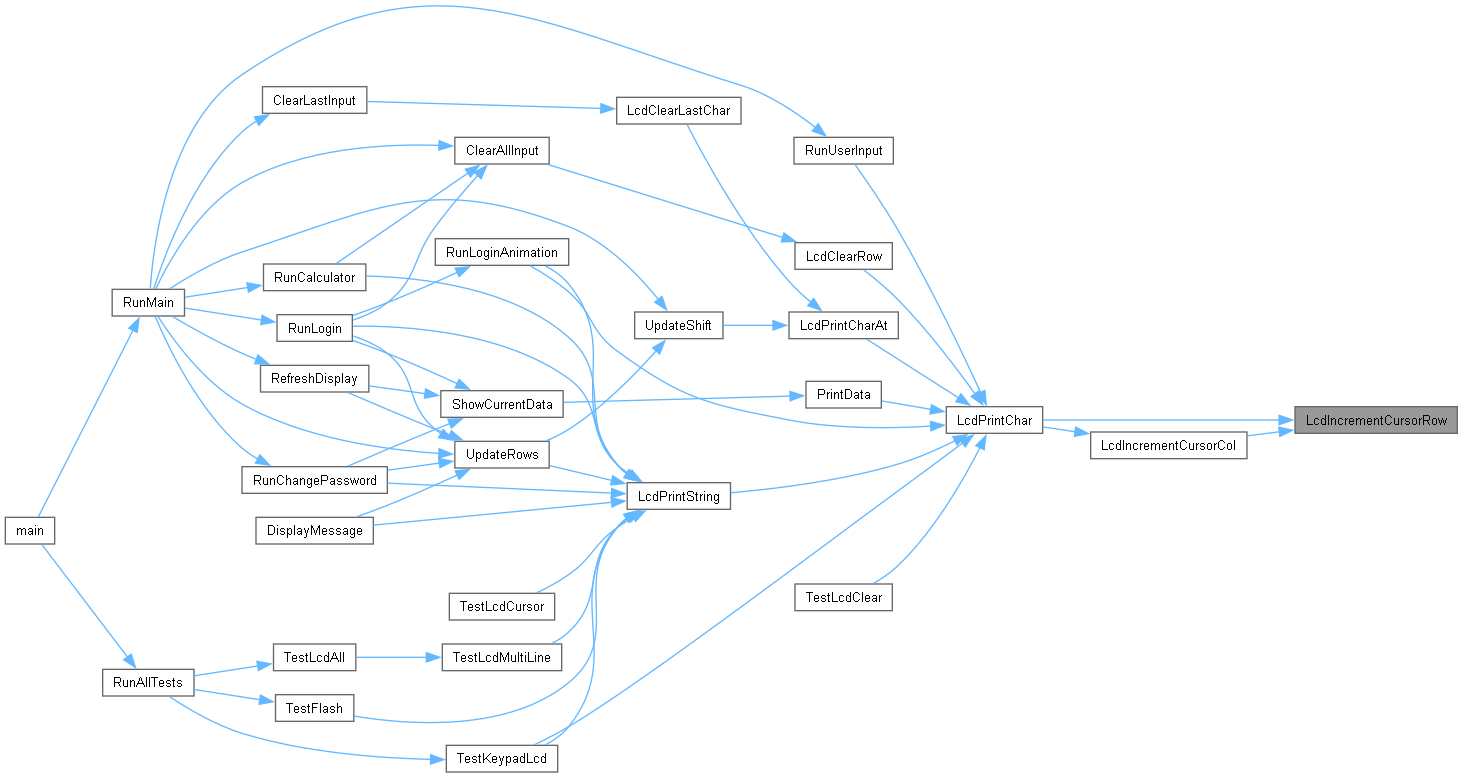 ClearLastInput
LcdClearLastChar
ClearAllInput
RunUserInput
RunLoginAnimation
LcdClearRow
RunCalculator
RunMain
RunLogin
UpdateShift
LcdPrintCharAt
RefreshDisplay
PrintData
ShowCurrentData
LcdPrintChar
LcdIncrementCursorRow
LcdIncrementCursorCol
UpdateRows
RunChangePassword
LcdPrintString
main
DisplayMessage
TestLcdCursor
TestLcdClear
TestLcdAll
TestLcdMultiLine
RunAllTests
TestFlash
TestKeypadLcd